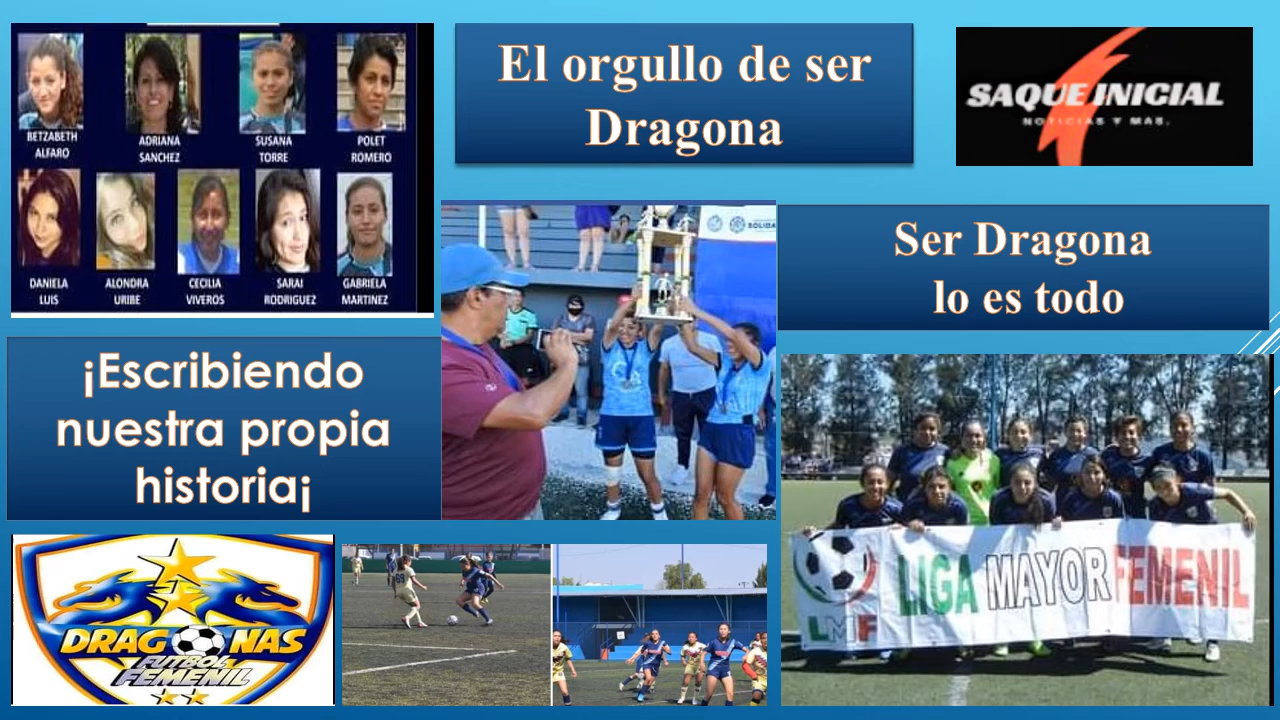 BETZABETH
ALFARO
ADRIANA
SANCHEZ
SUSANA
TORRE
POLET
ROMERO
DANIELA
LUIS
ALONDRA
URIBE
CECILIA
VIVEROS
SARAI
RODRIGUEZ
GABRIELA
MARTINEZ
El orgullo de ser
Dragona
SAQUE INICIAL
NOTICIAS Y MAS.
Ser Dragona
lo es todo
¡Escribiendo
nuestra propia
historia¡
LIGA MAYOR FEMENIL
LMF
DRAGONAS
FUTBOL
FEMENIL